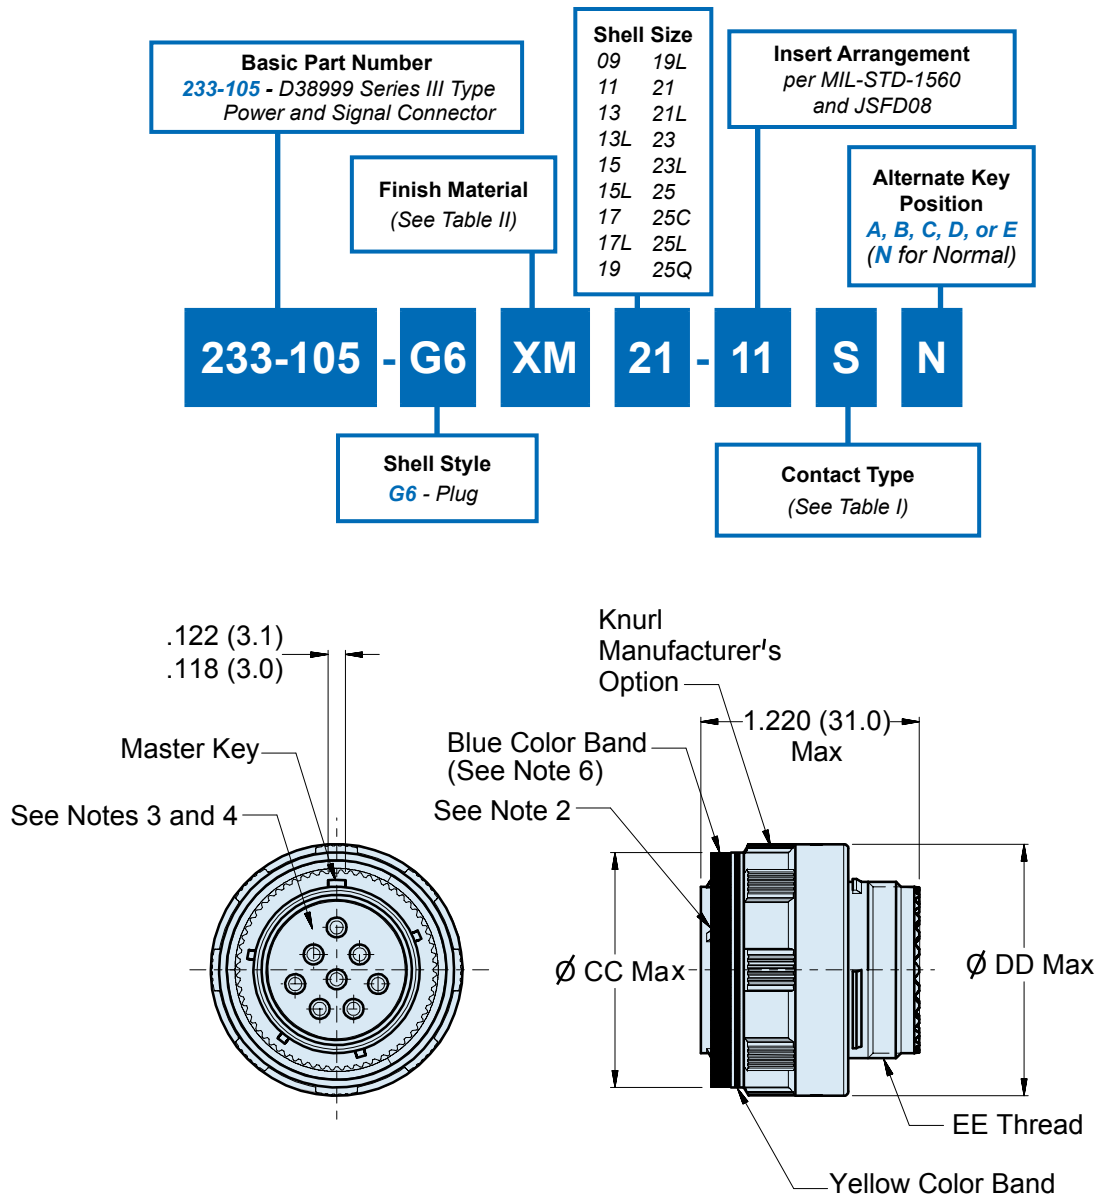 Basic Part Number
233-105 - D38999 Series III Type
Power and Signal Connector
Finish Material
(See Table II)
Shell Size
09 19L
11 21
13 21L
13L 23
15 23L
15L 25
17 25C
17L 25L
19 25Q
Insert Arrangement
per MIL-STD-1560
and JSFD08
Alternate Key
Position
A, B, C, D, or E
(N for Normal)
233-105 - G6 XM 21 - 11 S N
Shell Style
G6 - Plug
Contact Type
(See Table I)
.122 (3.1)
.118 (3.0)
Master Key
See Notes 3 and 4
Knurl
Manufacturer's
Option
1.220 (31.0)
Max
Blue Color Band
(See Note 6)
See Note 2
Ø CC Max
Ø DD Max
EE Thread
Yellow Color Band